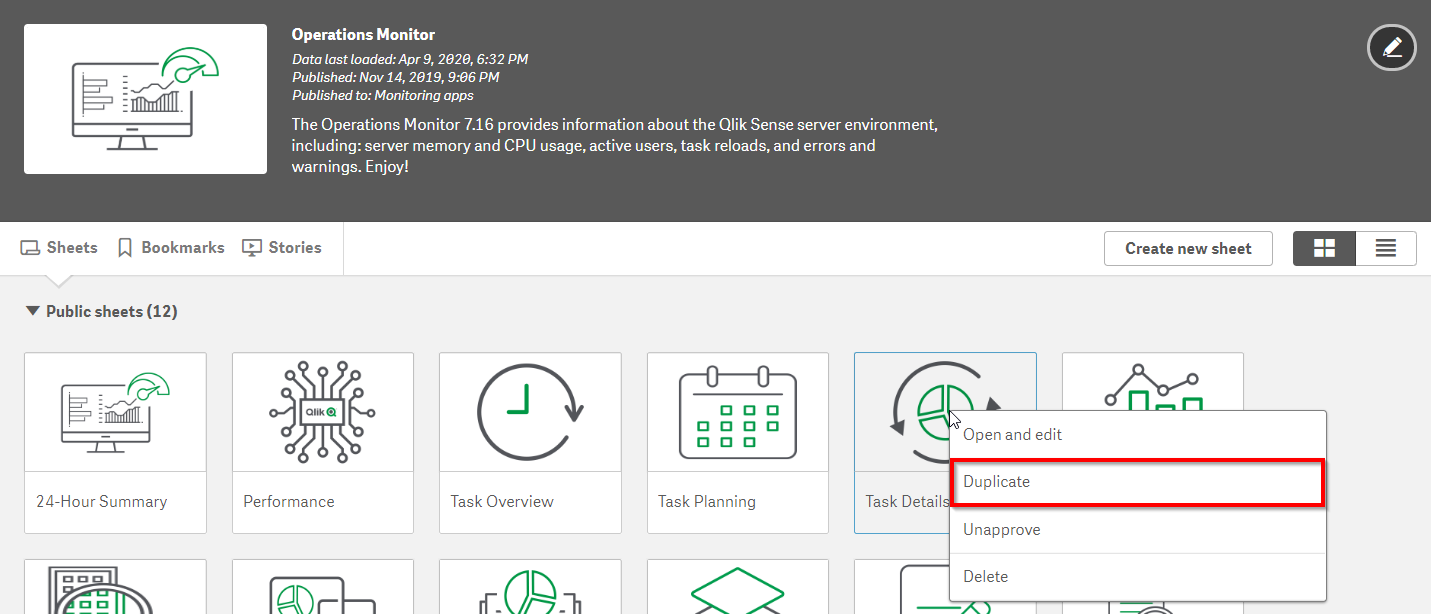 Operations Monitor
Data last loaded: Apr 9, 2020, 6:32 PM
Published: Nov 14, 2019, 9:06 PM
Published to: Monitoring apps
The Operations Monitor 7.16 provides information about the Qlik Sense server environment,
including: server memory and CPU usage, active users, task reloads, and errors and
warnings. Enjoy!
Sheets
Bookmarks
Stories
Create new sheet
Public sheets (12)
Qlik
24-Hour Summary
Performance
Task Overview
Task Planning
Task Details
Open and edit
Duplicate
Unapprove
Delete